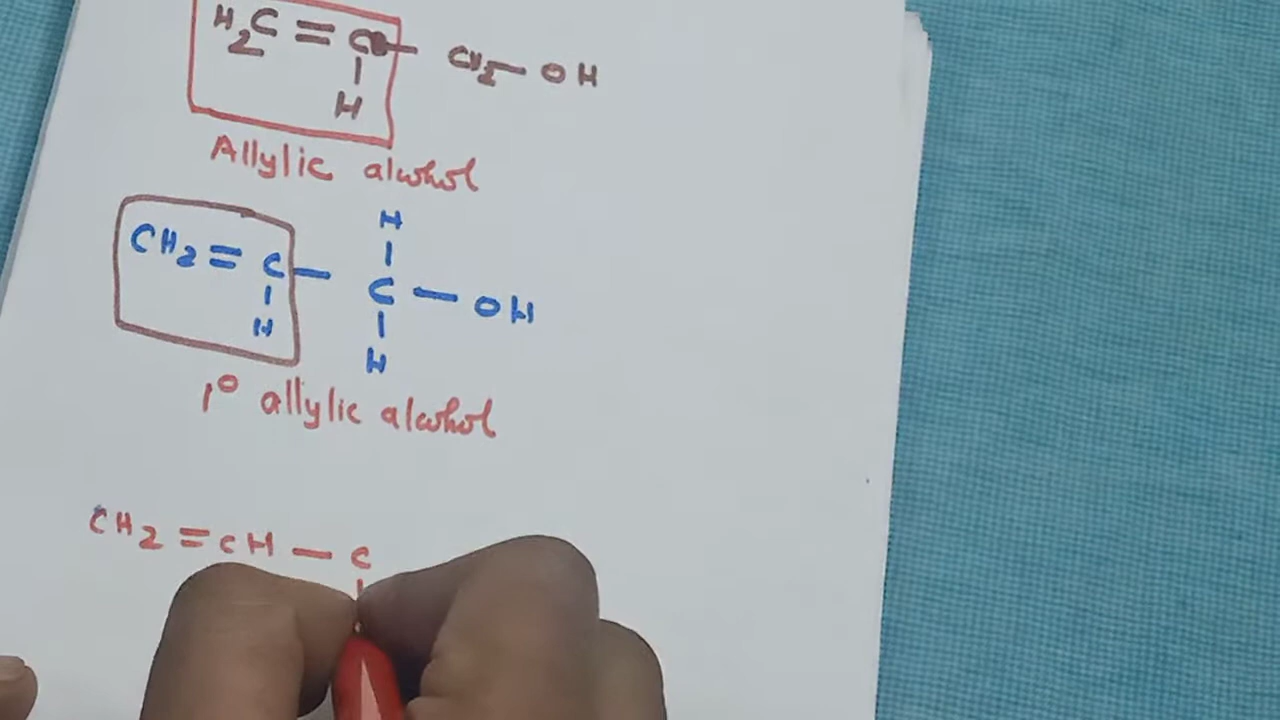 H2C = C - CH2 - OH
|
H
Allylic alcohol
H
|
CH2 = C - C - OH
| |
H H
1° allylic alcohol
CH2 = CH - C
|